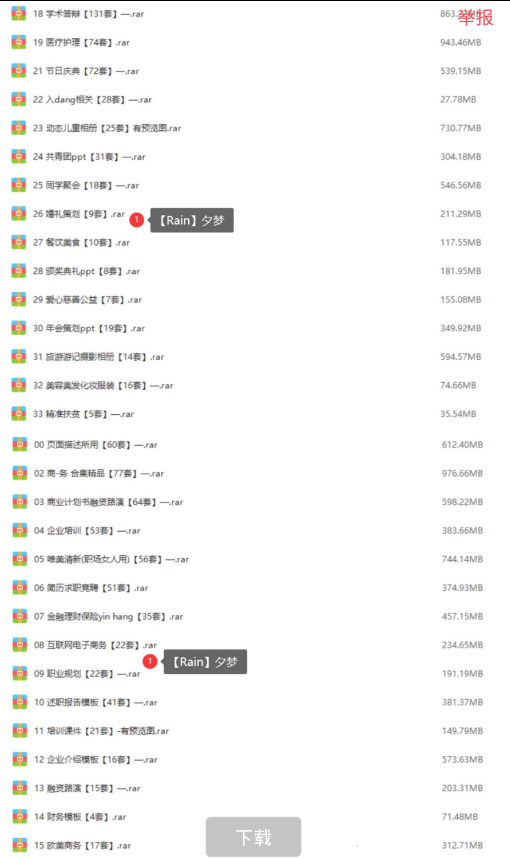 18 学术答辩【131套】—.rar 863.
举报
19 医疗护理【74套】.rar 943.46MB
21 节日庆典【72套】—.rar 539.15MB
22 入dang相关【28套】—.rar 27.78MB
23 动态儿童相册【25套】有预览图.rar 730.77MB
24 共青团ppt【31套】—.rar 304.18MB
25 同学聚会【18套】—.rar 546.56MB
26 婚礼策划【9套】.rar 211.29MB
1 【Rain】夕梦
27 餐饮美食【10套】.rar 117.55MB
28 颁奖典礼ppt【8套】.rar 181.95MB
29 爱心慈善公益【7套】.rar 155.08MB
30 年会策划ppt【19套】.rar 349.92MB
31 旅游游记摄影相册【14套】.rar 594.57MB
32 美容美发化妆服装【16套】—.rar 74.66MB
33 精准扶贫【5套】—.rar 35.54MB
00 页面描述所用【60套】—.rar 612.40MB
02 商-务 合集精品【77套】—.rar 976.66MB
03 商业计划书融资路演【64套】—.rar 598.22MB
04 企业培训【53套】—.rar 383.66MB
05 唯美清新(职场女人用)【56套】—.rar 744.14MB
06 简历求职竞聘【51套】.rar 374.93MB
07 金融理财保险yin hang【35套】.rar 457.15MB
08 互联网电子商务【22套】.rar 234.65MB
1 【Rain】夕梦
09 职业规划【22套】—.rar 191.19MB
10 述职报告模板【41套】—.rar 381.37MB
11 培训课件【21套】-有预览图.rar 149.79MB
12 企业介绍模板【16套】—.rar 573.63MB
13 融资路演【15套】—.rar 203.31MB
14 财务模板【4套】.rar 71.48MB
下载
15 欧美商务【17套】.rar 312.71MB